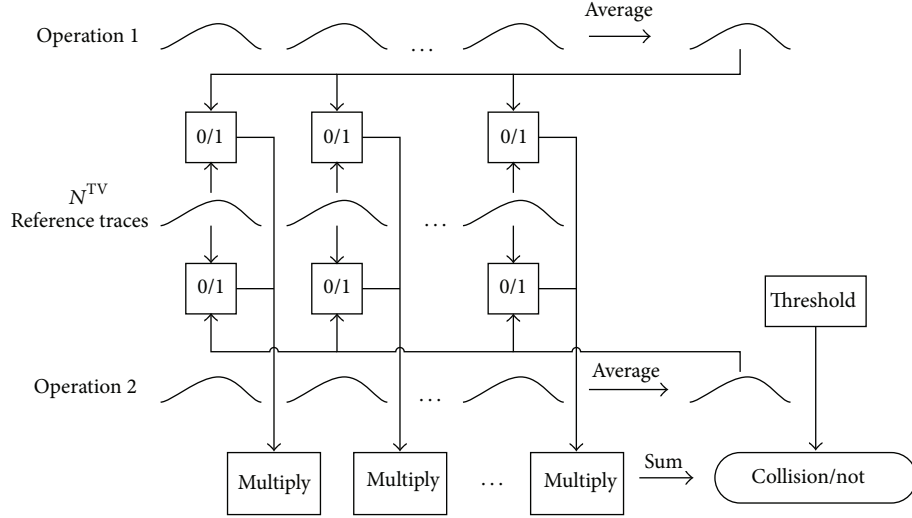 Operation 1
Average
...
0/1
0/1
0/1
N^TV
Reference traces
...
0/1
0/1
0/1
Threshold
Operation 2
...
Average
Multiply
Multiply
...
Multiply
Sum
Collision/not